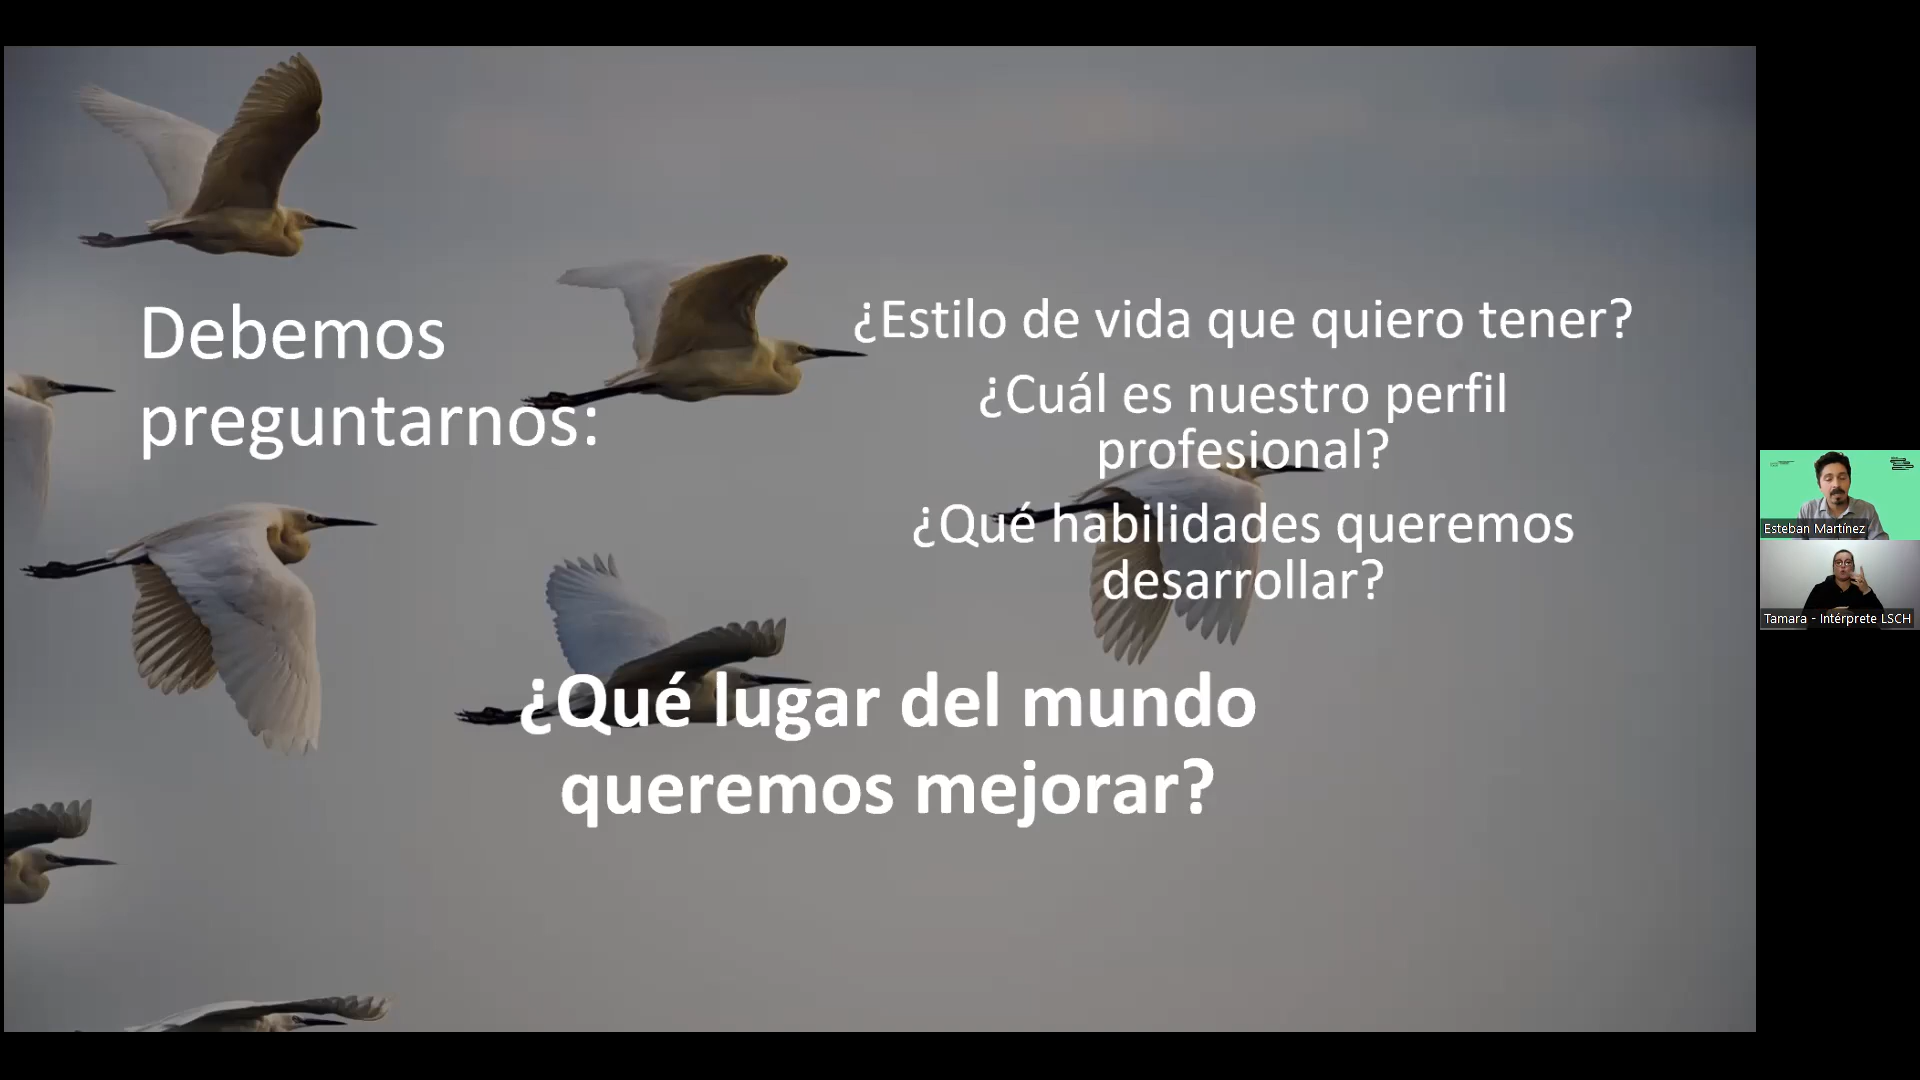 Debemos
preguntarnos:
¿Estilo de vida que quiero tener?
¿Cuál es nuestro perfil
profesional?
¿Qué habilidades queremos
desarrollar?
¿Qué lugar del mundo
queremos mejorar?
Esteban Martínez
Tamara - Intérprete LSCH